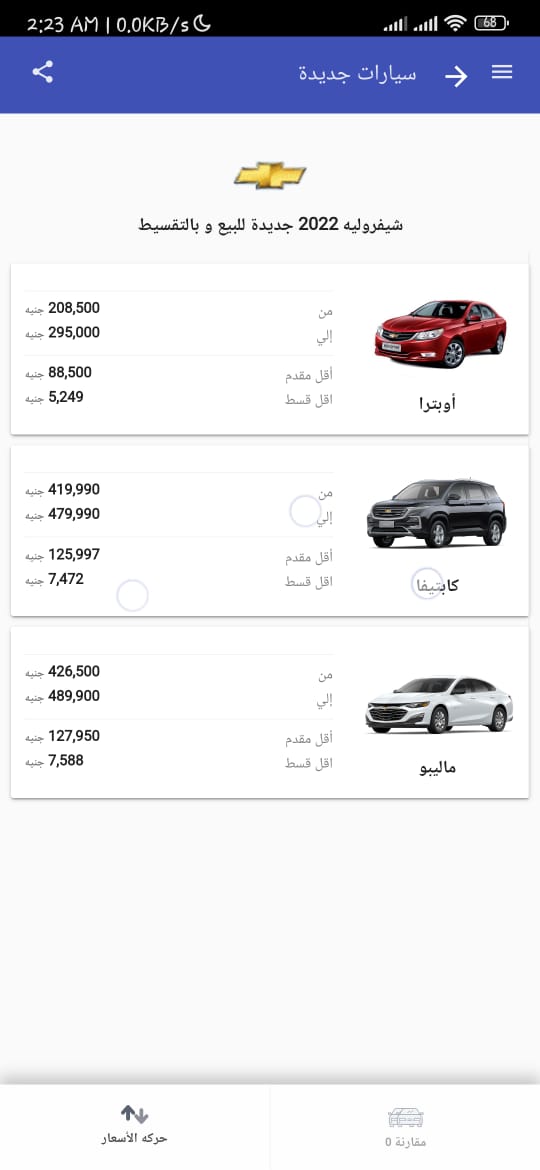 2:23 AM | 0.0KB/s
68
سيارات جديدة
شيفروليه 2022 جديدة للبيع و بالتقسيط
من 208,500 جنيه
إلي 295,000 جنيه
أقل مقدم 88,500 جنيه
اقل قسط 5,249 جنيه
أوبترا
من 419,990 جنيه
إلي 479,990 جنيه
أقل مقدم 125,997 جنيه
اقل قسط 7,472 جنيه
كابتيفا
من 426,500 جنيه
إلي 489,900 جنيه
أقل مقدم 127,950 جنيه
اقل قسط 7,588 جنيه
ماليبو
مقارنة 0
حركه الأسعار